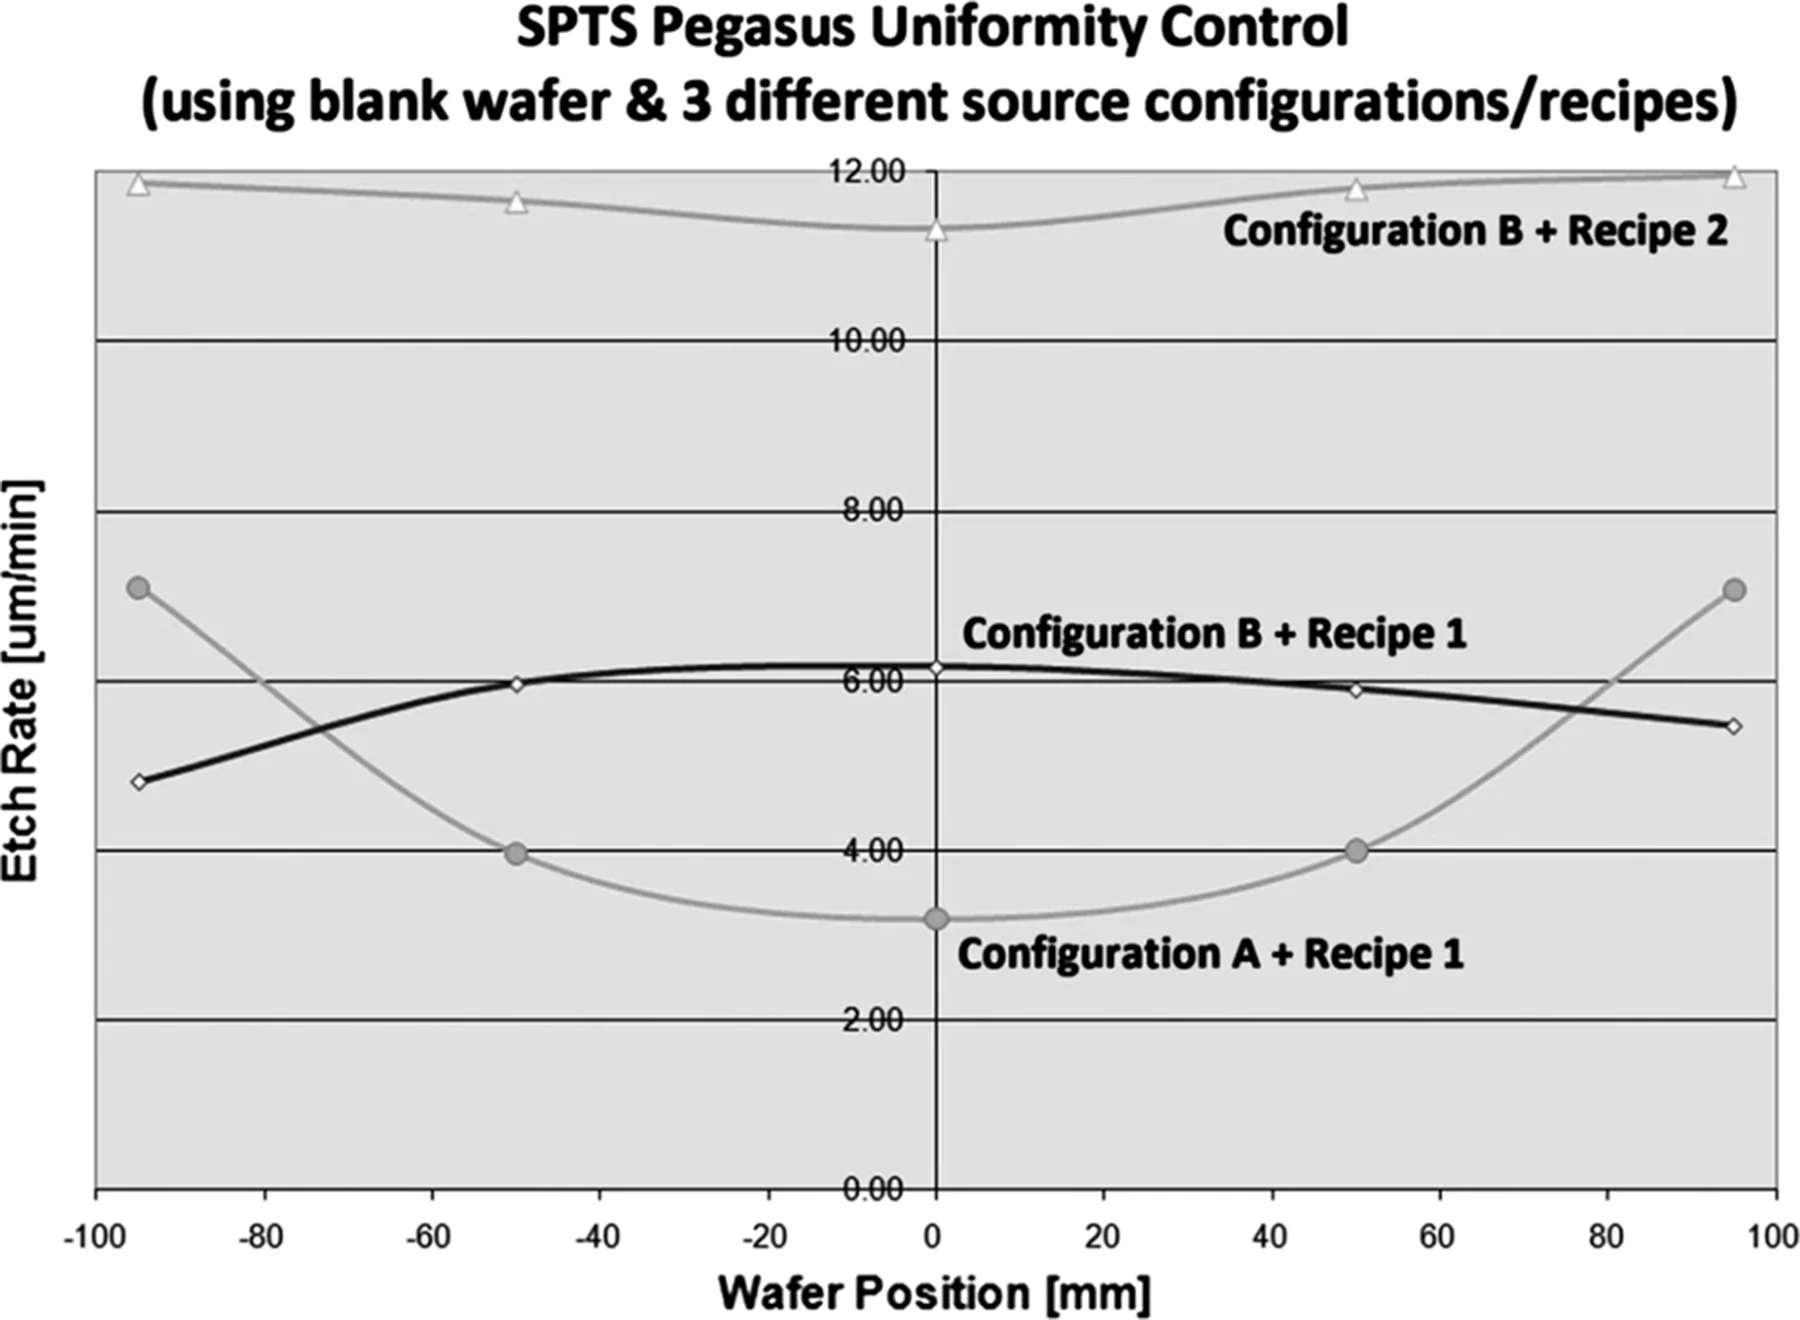 SPTS Pegasus Uniformity Control
(using blank wafer & 3 different source configurations/recipes)
12.00
Configuration B + Recipe 2
10.00
8.00
Etch Rate [um/min]
Configuration B + Recipe 1
6.00
4.00
Configuration A + Recipe 1
2.00
0.00
-100 -80 -60 -40 -20 0 20 40 60 80 100
Wafer Position [mm]